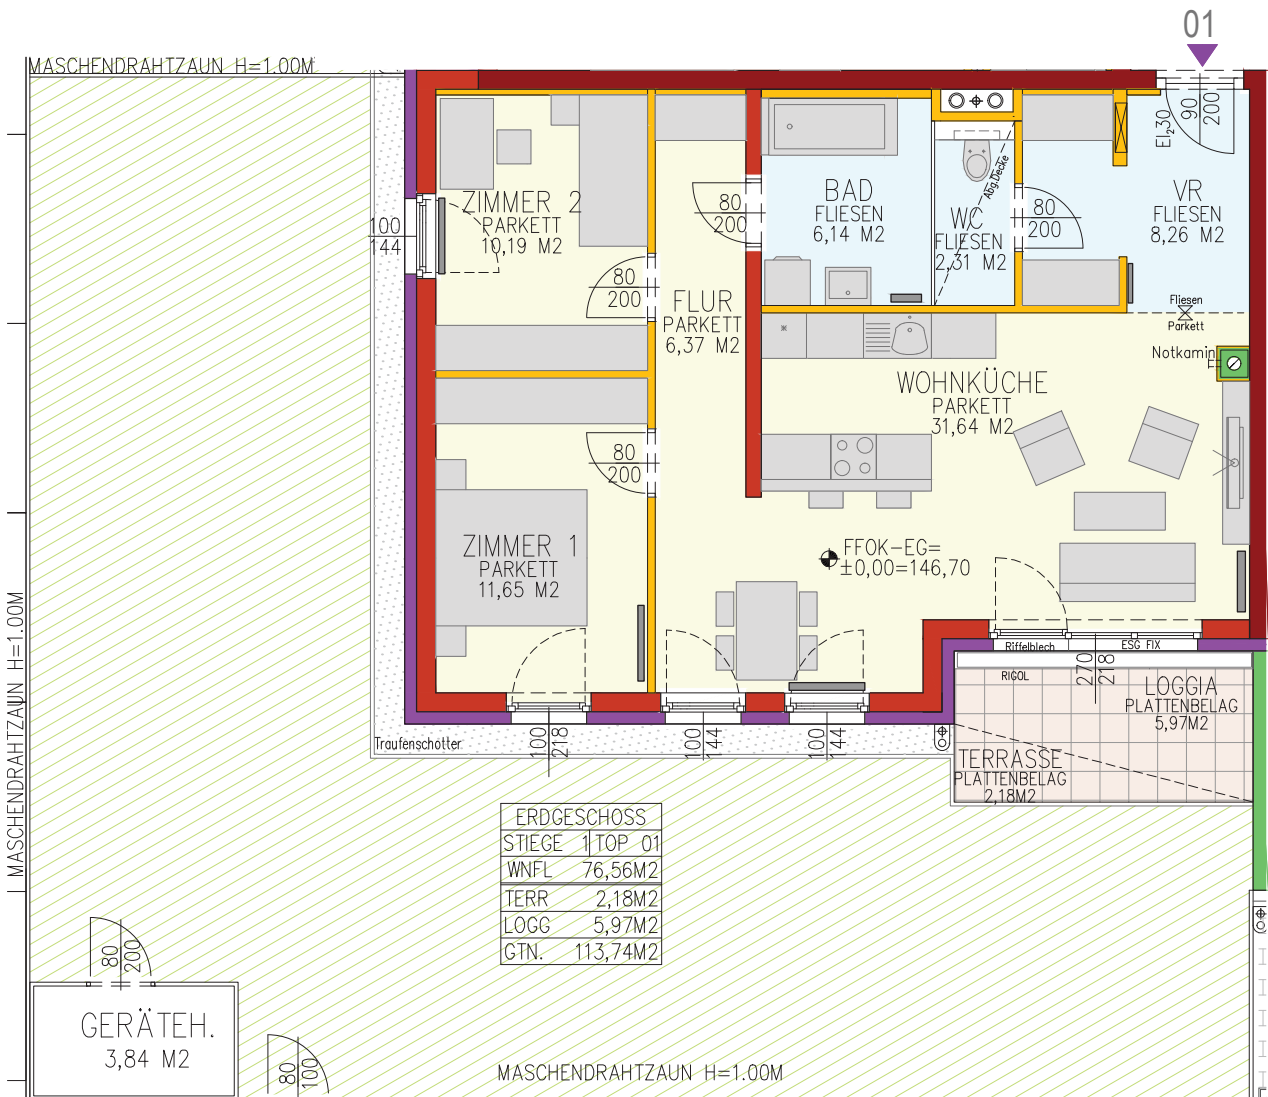 01
MASCHENDRAHTZAUN H=1.00M
EI₂30
90
200
ZIMMER 2
PARKETT
10,19 M2
100
144
80
200
80
200
FLUR
PARKETT
6,37 M2
BAD
FLIESEN
6,14 M2
Abg.Decke
WC
FLIESEN
2,31 M2
80
200
VR
FLIESEN
8,26 M2
Fliesen
Parkett
Notkamin
WOHNKÜCHE
PARKETT
31,64 M2
80
200
ZIMMER 1
PARKETT
11,65 M2
FFOK-EG=
±0,00=146,70
Riffelblech
ESG FIX
RIGOL
270
218
LOGGIA
PLATTENBELAG
5,97M2
TERRASSE
PLATTENBELAG
2,18M2
Traufenschotter
100
218
100
144
100
144
MASCHENDRAHTZAUN H=1.00M
ERDGESCHOSS
STIEGE 1 TOP 01
WNFL 76,56M2
TERR 2,18M2
LOGG 5,97M2
GTN. 113,74M2
80
200
GERÄTEH.
3,84 M2
80
100
MASCHENDRAHTZAUN H=1.00M